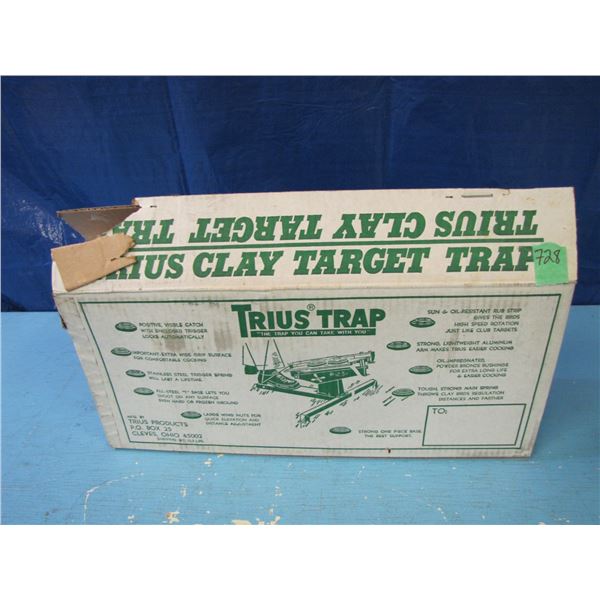 TRIUS CLAY TARGET TRA
TRIUS CLAY TARGET TRAP
728
TRIUS® TRAP
"THE TRAP YOU CAN TAKE WITH YOU"
POSITIVE, VISIBLE CATCH
WITH ENCLOSED TRIGGER
LOCKS AUTOMATICALLY
IMPORTANT-EXTRA WIDE GRIP SURFACE
FOR COMFORTABLE COCKING
STAINLESS STEEL TRIGGER SPRING
WILL LAST A LIFETIME.
ALL-STEEL "T" BASE LETS YOU
SHOOT ON ANY SURFACE
EVEN HARD OR FROZEN GROUND
LARGE WING NUTS FOR
QUICK ELEVATION AND
DISTANCE ADJUSTMENT
MFG. BY
TRIUS PRODUCTS
P.O. BOX 25
CLEVES, OHIO 45002
SUN & OIL-RESISTANT RUB STRIP
GIVES THE BIRDS
HIGH SPEED ROTATION
JUST LIKE CLUB TARGETS
STRONG, LIGHTWEIGHT ALUMINUM
ARM MAKES TRIUS EASIER COCKING
OIL-IMPREGNATED,
POWDER BRONCE BUSHINGS
FOR EXTRA LONG LIFE
& EASIER COCKING
TOUGH, STRONG MAIN SPRING
THROWS CLAY BIRDS REGULATION
DISTANCES AND FARTHER
STRONG ONE PIECE BASE.
THE BEST SUPPORT.
TO: